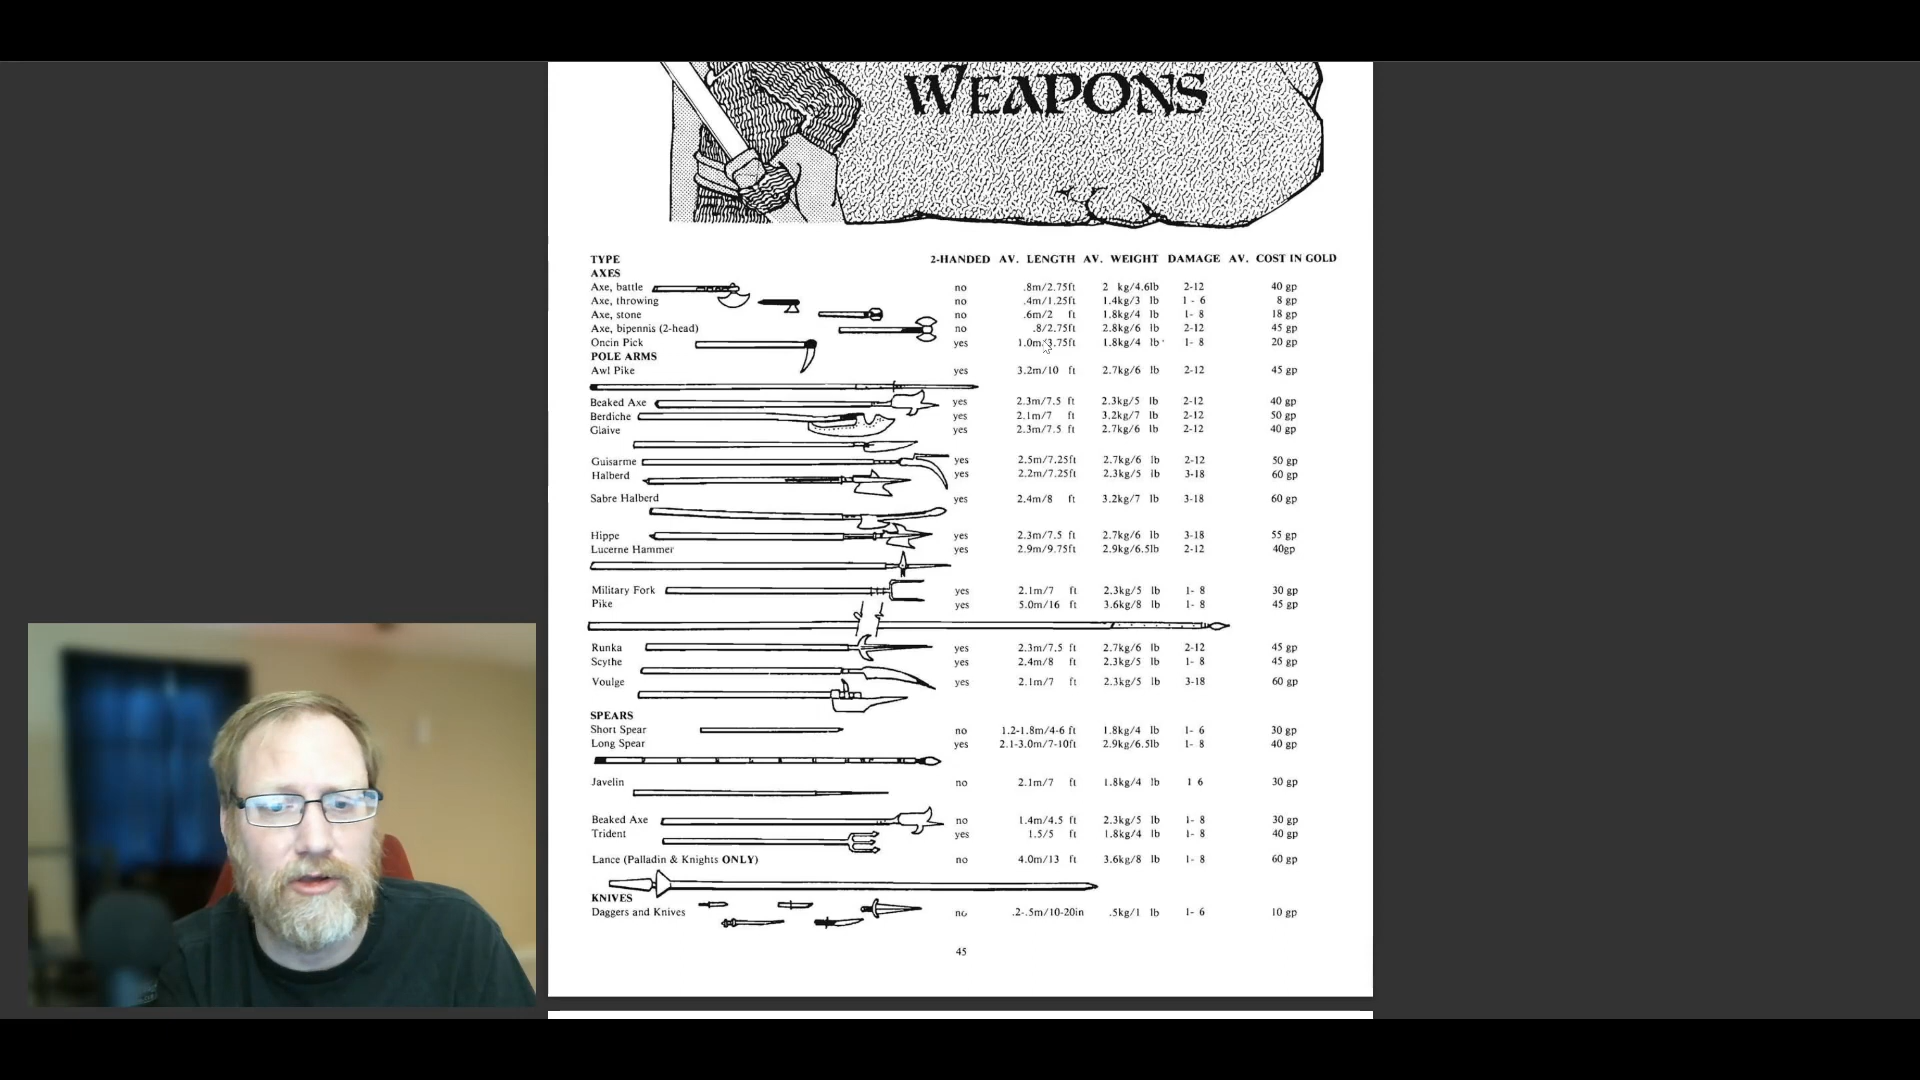 WEAPONS
TYPE 2-HANDED AV. LENGTH AV. WEIGHT DAMAGE AV. COST IN GOLD
AXES
Axe, battle no .8m/2.75ft 2 kg/4.6lb 2-12 40 gp
Axe, throwing no .4m/1.25ft 1.4kg/3 lb 1 - 6 8 gp
Axe, stone no .6m/2 ft 1.8kg/4 lb 1- 8 18 gp
Axe, bipennis (2-head) no .8/2.75ft 2.8kg/6 lb 2-12 45 gp
Oncin Pick yes 1.0m/3.75ft 1.8kg/4 lb 1- 8 20 gp
POLE ARMS
Awl Pike yes 3.2m/10 ft 2.7kg/6 lb 2-12 45 gp
Beaked Axe yes 2.3m/7.5 ft 2.3kg/5 lb 2-12 40 gp
Berdiche yes 2.1m/7 ft 3.2kg/7 lb 2-12 50 gp
Glaive yes 2.3m/7.5 ft 2.7kg/6 lb 2-12 40 gp
Guisarme yes 2.5m/7.25ft 2.7kg/6 lb 2-12 50 gp
Halberd yes 2.2m/7.25ft 2.3kg/5 lb 3-18 60 gp
Sabre Halberd yes 2.4m/8 ft 3.2kg/7 lb 3-18 60 gp
Hippe yes 2.3m/7.5 ft 2.7kg/6 lb 3-18 55 gp
Lucerne Hammer yes 2.9m/9.75ft 2.9kg/6.5lb 2-12 40gp
Military Fork yes 2.1m/7 ft 2.3kg/5 lb 1- 8 30 gp
Pike yes 5.0m/16 ft 3.6kg/8 lb 1- 8 45 gp
Runka yes 2.3m/7.5 ft 2.7kg/6 lb 2-12 45 gp
Scythe yes 2.4m/8 ft 2.3kg/5 lb 1- 8 45 gp
Voulge yes 2.1m/7 ft 2.3kg/5 lb 3-18 60 gp
SPEARS
Short Spear no 1.2-1.8m/4-6 ft 1.8kg/4 lb 1- 6 30 gp
Long Spear yes 2.1-3.0m/7-10ft 2.9kg/6.5lb 1- 8 40 gp
Javelin no 2.1m/7 ft 1.8kg/4 lb 1 6 30 gp
Beaked Axe no 1.4m/4.5 ft 2.3kg/5 lb 1- 8 30 gp
Trident yes 1.5/5 ft 1.8kg/4 lb 1- 8 40 gp
Lance (Palladin & Knights ONLY) no 4.0m/13 ft 3.6kg/8 lb 1- 8 60 gp
KNIVES
Daggers and Knives no .2-.5m/10-20in .5kg/1 lb 1- 6 10 gp
45